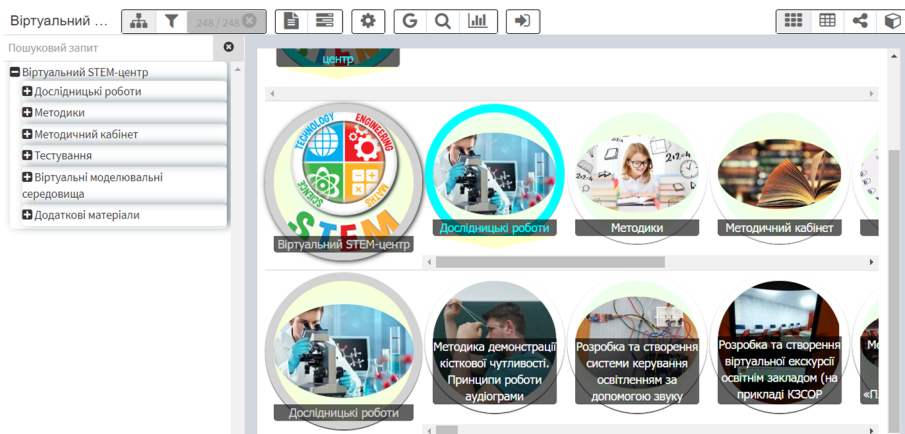 Віртуальний ...
248 / 248
Пошуковий запит
Віртуальний STEM-центр
Дослідницькі роботи
Методики
Методичний кабінет
Тестування
Віртуальні моделювальні
середовища
Додаткові матеріали
центр
TECHNOLOGY
ENGINEERING
SCIENCE
MATHS
STEM
Віртуальний STEM-центр
Дослідницькі роботи
2+2=4
Методики
Методичний кабінет
Дослідницькі роботи
Методика демонстрації
кісткової чутливості.
Принципи роботи
аудіограми
Розробка та створення
системи керування
освітленням за
допомогою звуку
Розробка та створення
віртуальної екскурсії
освітнім закладом (на
прикладі КЗСОР